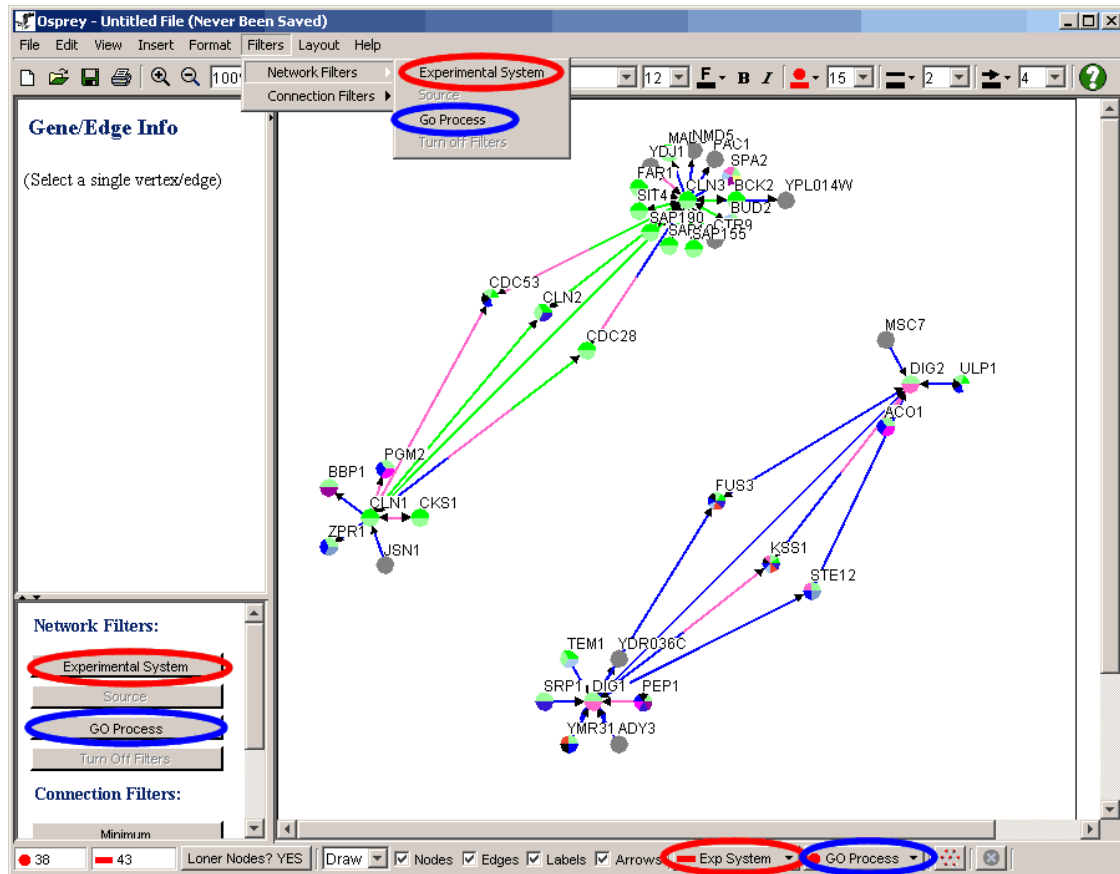 Osprey - Untitled File (Never Been Saved)
File Edit View Insert Format Filters Layout Help
Network Filters
Connection Filters
Experimental System
Source
Go Process
Turn off Filters
100
12 F B I 15 2 4 ?
Gene/Edge Info
(Select a single vertex/edge)
NMD5
PAC1
YDJ1
SPA2
FAR1
CLN3 BCK2 YPL014W
SIT4
BUD2
SAP190
CTR9
SAP155
CDC53
CLN2
CDC28
MSC7
DIG2 ULP1
ACO1
PGM2
BBP1
CLN1 CKS1
ZPR1
JSN1
FUS3
KSS1
STE12
TEM1 YDR036C
SRP1 DIG1 PEP1
YMR31 ADY3
Network Filters:
Experimental System
Source
GO Process
Turn Off Filters
Connection Filters:
Minimum
38 43 Loner Nodes? YES Draw Nodes Edges Labels Arrows Exp System GO Process